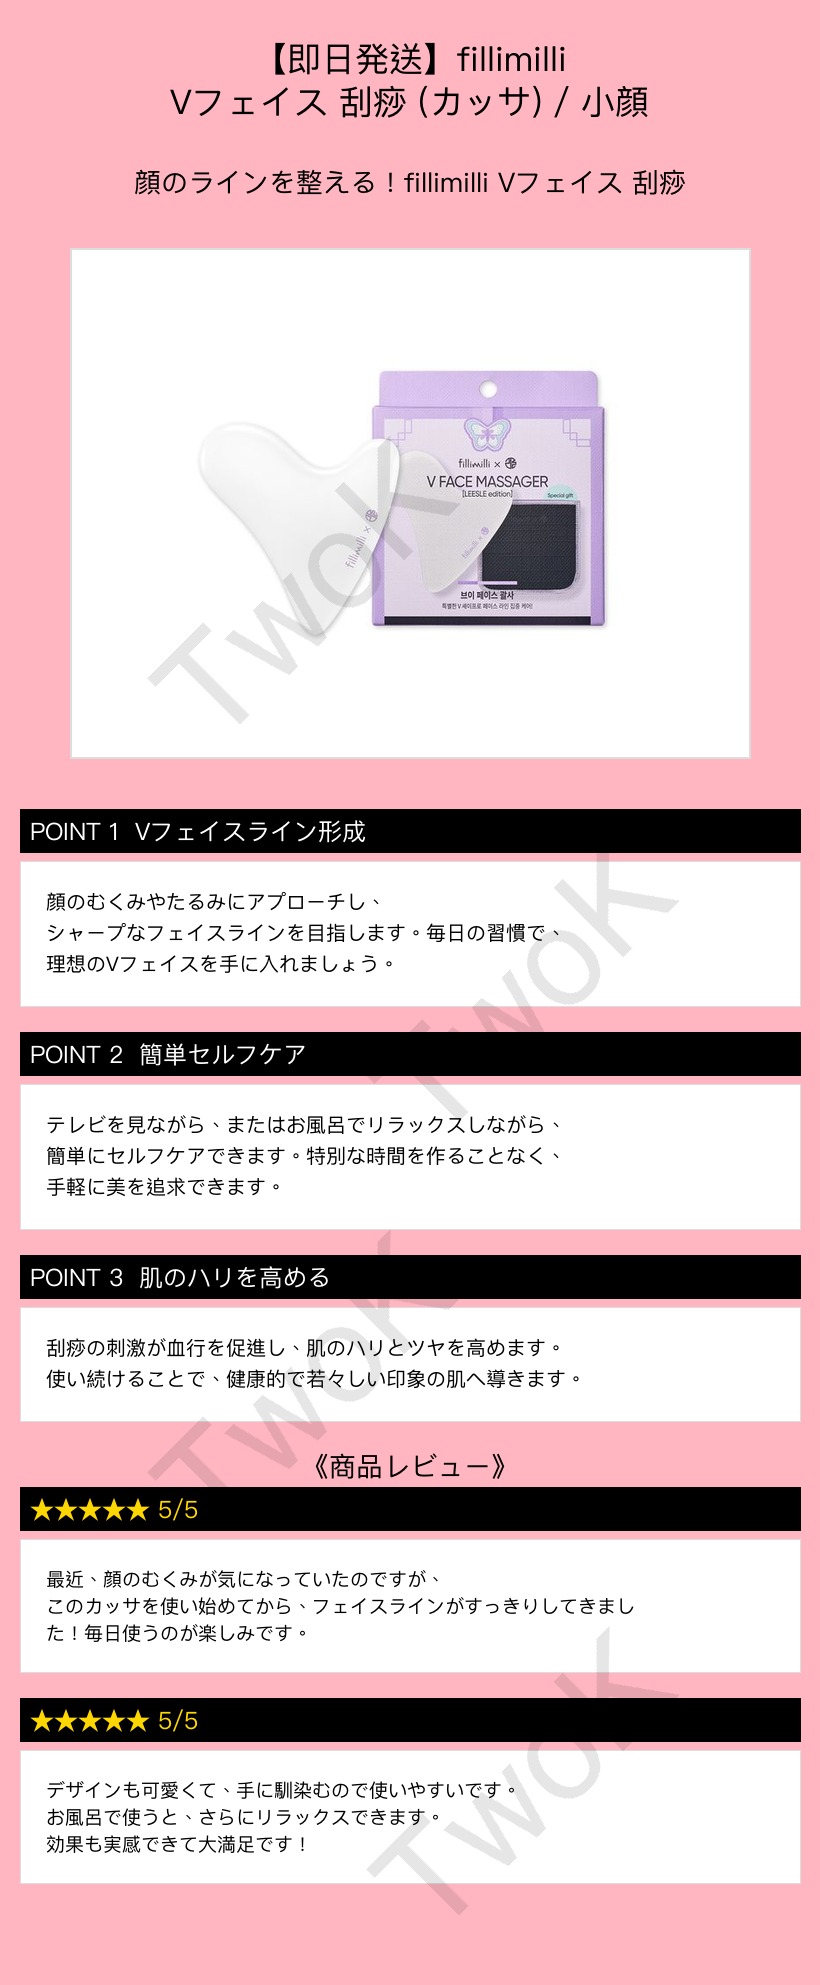 【即日発送】fillimilli
Vフェイス 刮痧 (カッサ) / 小顔
顔のラインを整える！fillimilli Vフェイス 刮痧
fillimilli ×
V FACE MASSAGER
[LEESLE edition]
Special gift
fillimilli ×
fillimilli ×
브이 페이스 괄사
특별한 V 셰이프로 페이스 라인 집중 케어!
TwoK
POINT 1 Vフェイスライン形成
顔のむくみやたるみにアプローチし、
シャープなフェイスラインを目指します。毎日の習慣で、
理想のVフェイスを手に入れましょう。
TwoK
POINT 2 簡単セルフケア
テレビを見ながら、またはお風呂でリラックスしながら、
簡単にセルフケアできます。特別な時間を作ることなく、
手軽に美を追求できます。
POINT 3 肌のハリを高める
刮痧の刺激が血行を促進し、肌のハリとツヤを高めます。
使い続けることで、健康的で若々しい印象の肌へ導きます。
TwoK
《商品レビュー》
★★★★★ 5/5
最近、顔のむくみが気になっていたのですが、
このカッサを使い始めてから、フェイスラインがすっきりしてきまし
た！毎日使うのが楽しみです。
★★★★★ 5/5
デザインも可愛くて、手に馴染むので使いやすいです。
お風呂で使うと、さらにリラックスできます。
効果も実感できて大満足です！
TwoK